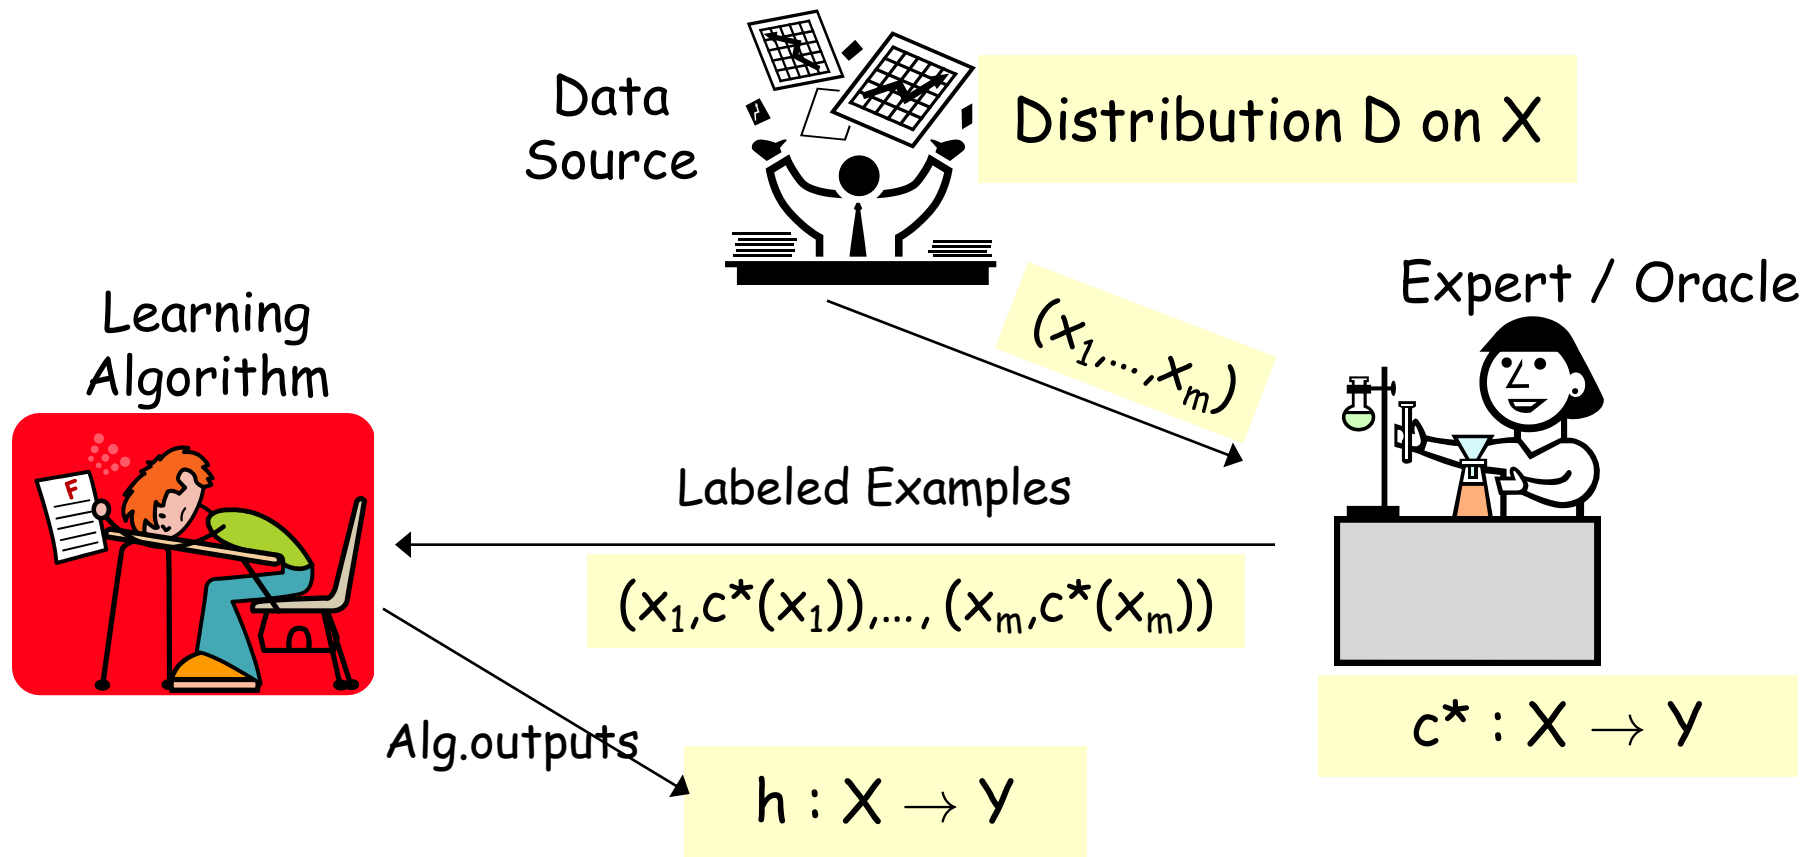 Data
Source
Distribution D on X
Expert / Oracle
Learning
Algorithm
(x₁,...,xₘ)
F
Labeled Examples
(x₁,c*(x₁)),..., (xₘ,c*(xₘ))
c* : X → Y
Alg.outputs
h : X → Y